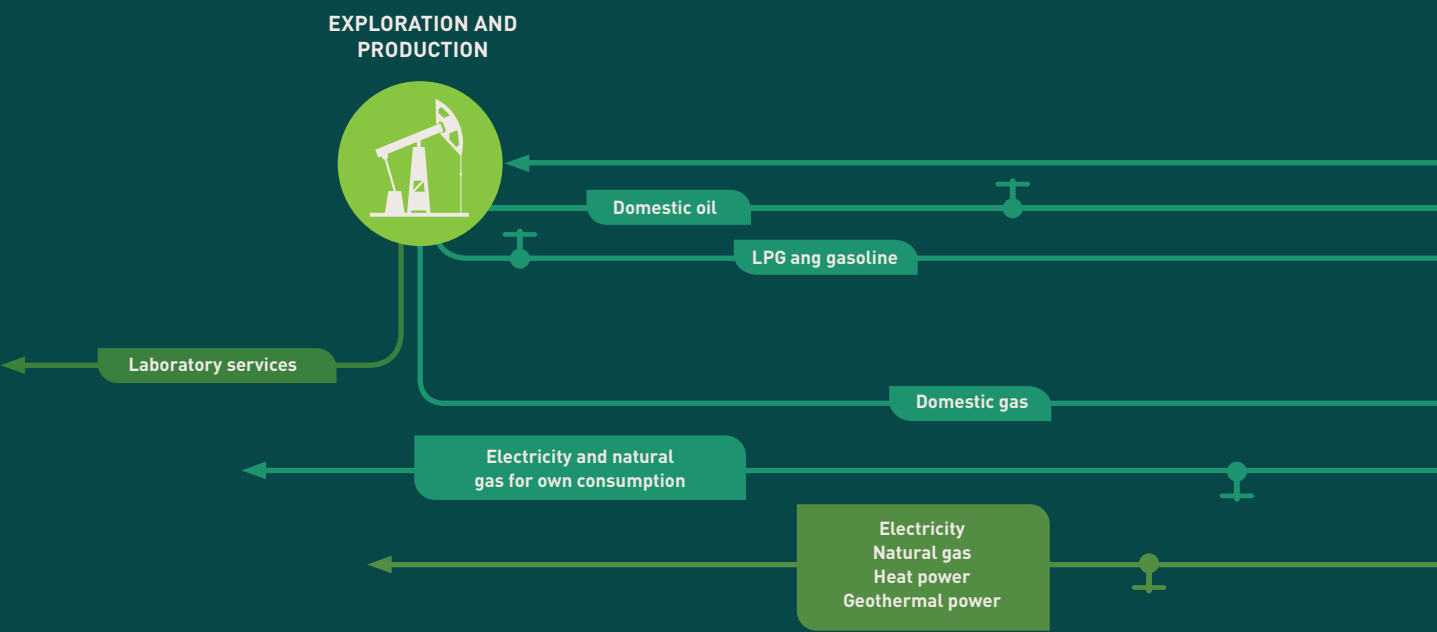 EXPLORATION AND
PRODUCTION
Domestic oil
LPG ang gasoline
Laboratory services
Domestic gas
Electricity and natural
gas for own consumption
Electricity
Natural gas
Heat power
Geothermal power